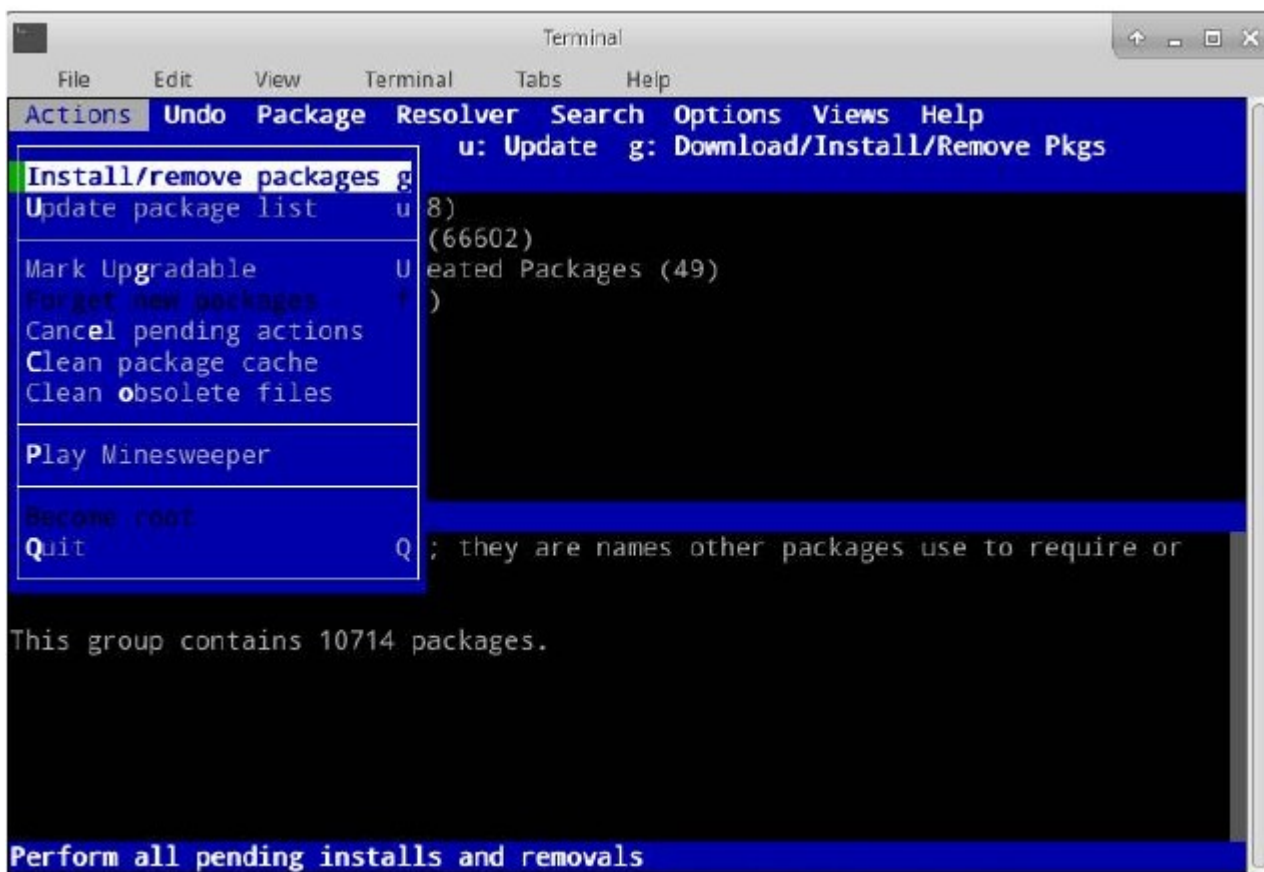 Terminal
File Edit View Terminal Tabs Help
Actions Undo Package Resolver Search Options Views Help
u: Update g: Download/Install/Remove Pkgs
Install/remove packages g
Update package list u 8)
(66602)
Mark Upgradable U eated Packages (49)
Forget new packages f )
Cancel pending actions
Clean package cache
Clean obsolete files
Play Minesweeper
Become root
Quit Q ; they are names other packages use to require or
This group contains 10714 packages.
Perform all pending installs and removals